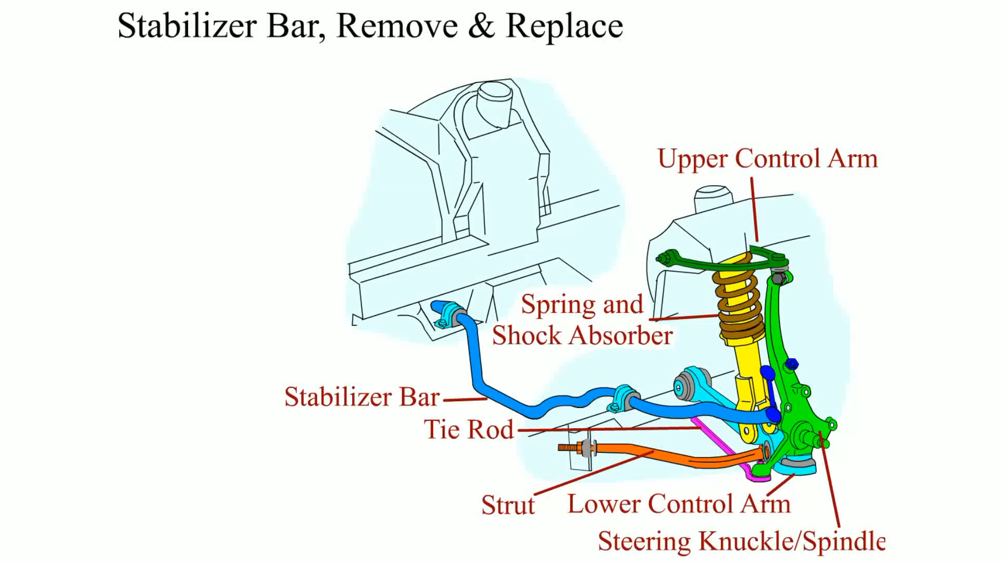 Stabilizer Bar, Remove & Replace
Upper Control Arm
Spring and
Shock Absorber
Stabilizer Bar
Tie Rod
Strut
Lower Control Arm
Steering Knuckle/Spindle